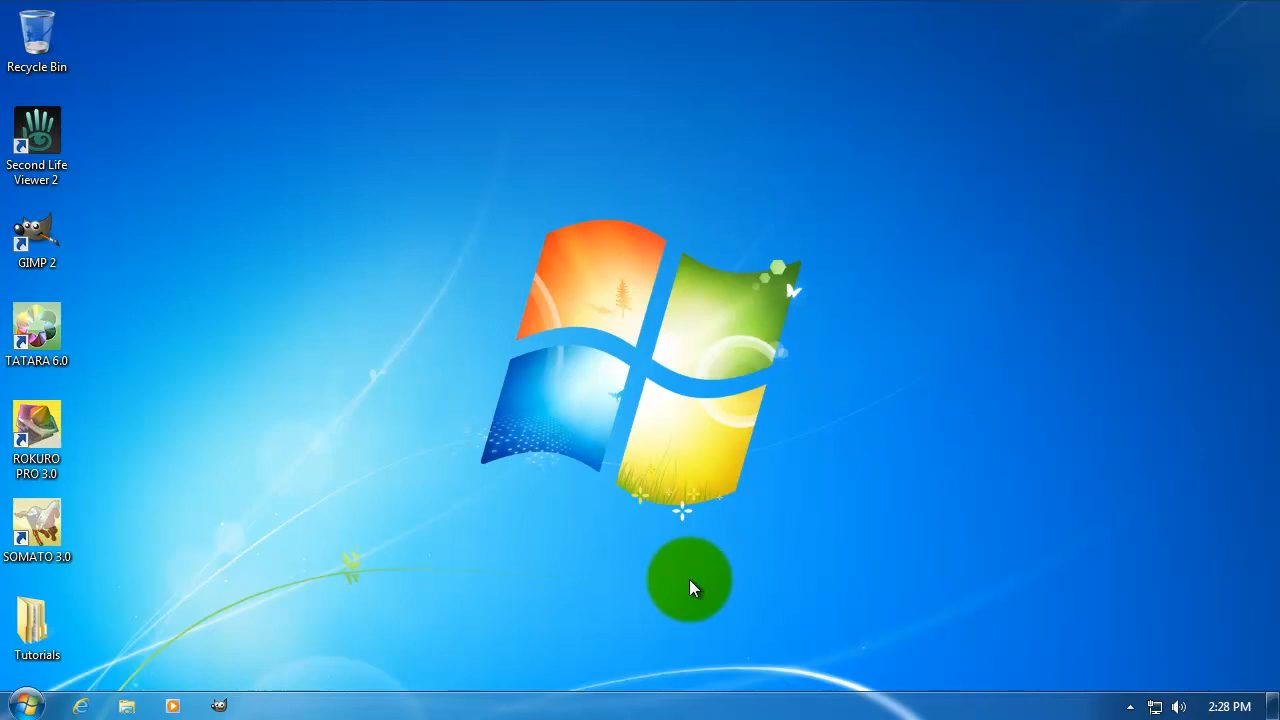 Recycle Bin
Second Life
Viewer 2
GIMP 2
TATARA 6.0
ROKURO
PRO 3.0
SOMATO 3.0
Tutorials
2:28 PM